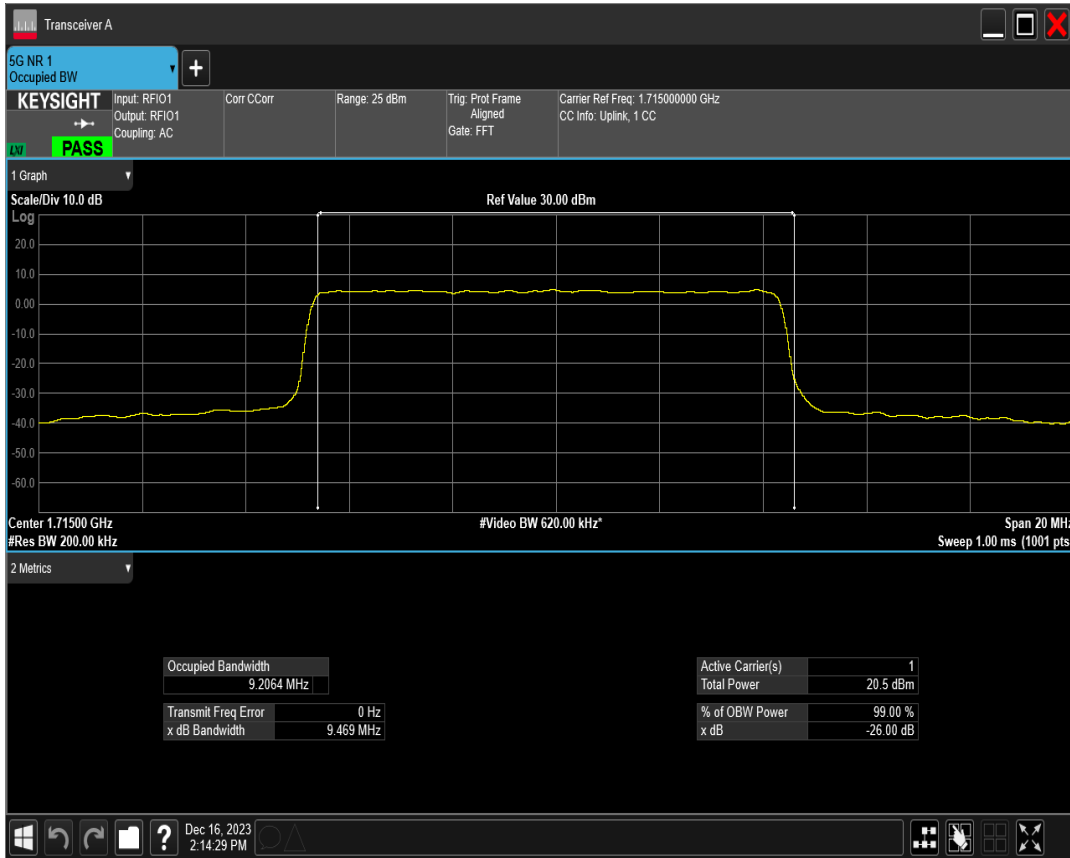 Transceiver A
5G NR 1
Occupied BW
+
KEYSIGHT
LXI
PASS
Input: RFIO1
Output: RFIO1
Coupling: AC
Corr CCorr
Range: 25 dBm
Trig: Prot Frame
Aligned
Gate: FFT
Carrier Ref Freq: 1.715000000 GHz
CC Info: Uplink, 1 CC
1 Graph
Scale/Div 10.0 dB
Ref Value 30.00 dBm
Log
20.0
10.0
0.00
-10.0
-20.0
-30.0
-40.0
-50.0
-60.0
Center 1.71500 GHz
#Video BW 620.00 kHz*
Span 20 MHz
#Res BW 200.00 kHz
Sweep 1.00 ms (1001 pts
2 Metrics
Occupied Bandwidth
9.2064 MHz
Transmit Freq Error 0 Hz
x dB Bandwidth 9.469 MHz
Active Carrier(s) 1
Total Power 20.5 dBm
% of OBW Power 99.00 %
x dB -26.00 dB
?
Dec 16, 2023
2:14:29 PM